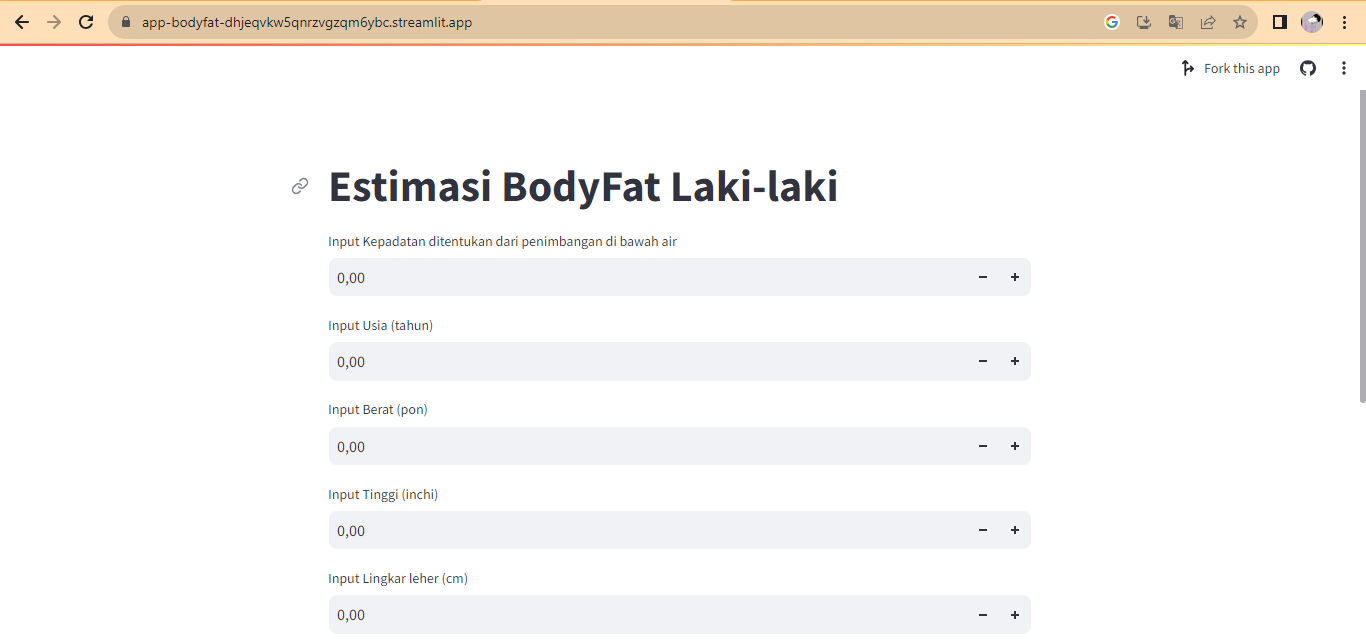 app-bodyfat-dhjeqvkw5qnrzvgzqm6ybc.streamlit.app
Fork this app
Estimasi BodyFat Laki-laki
Input Kepadatan ditentukan dari penimbangan di bawah air
0,00
Input Usia (tahun)
0,00
Input Berat (pon)
0,00
Input Tinggi (inchi)
0,00
Input Lingkar leher (cm)
0,00